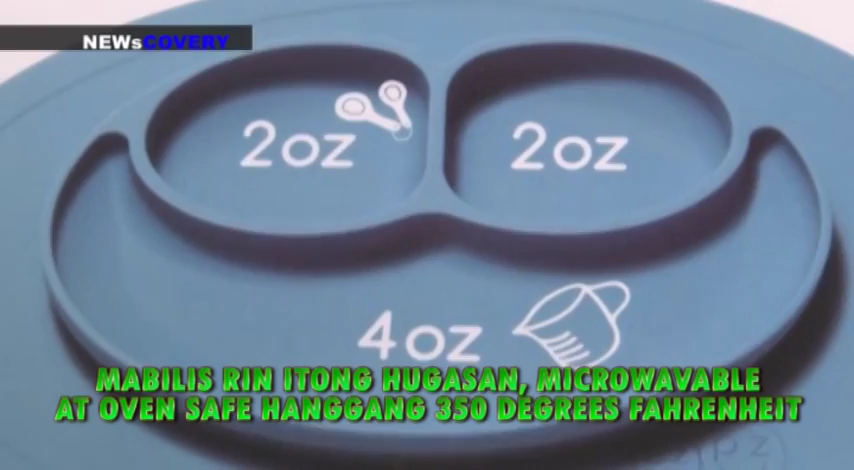 NEWsCOVERY
2oz
2oz
4oz
MABILIS RIN ITONG HUGASAN, MICROWAVABLE
AT OVEN SAFE HANGGANG 350 DEGREES FAHRENHEIT